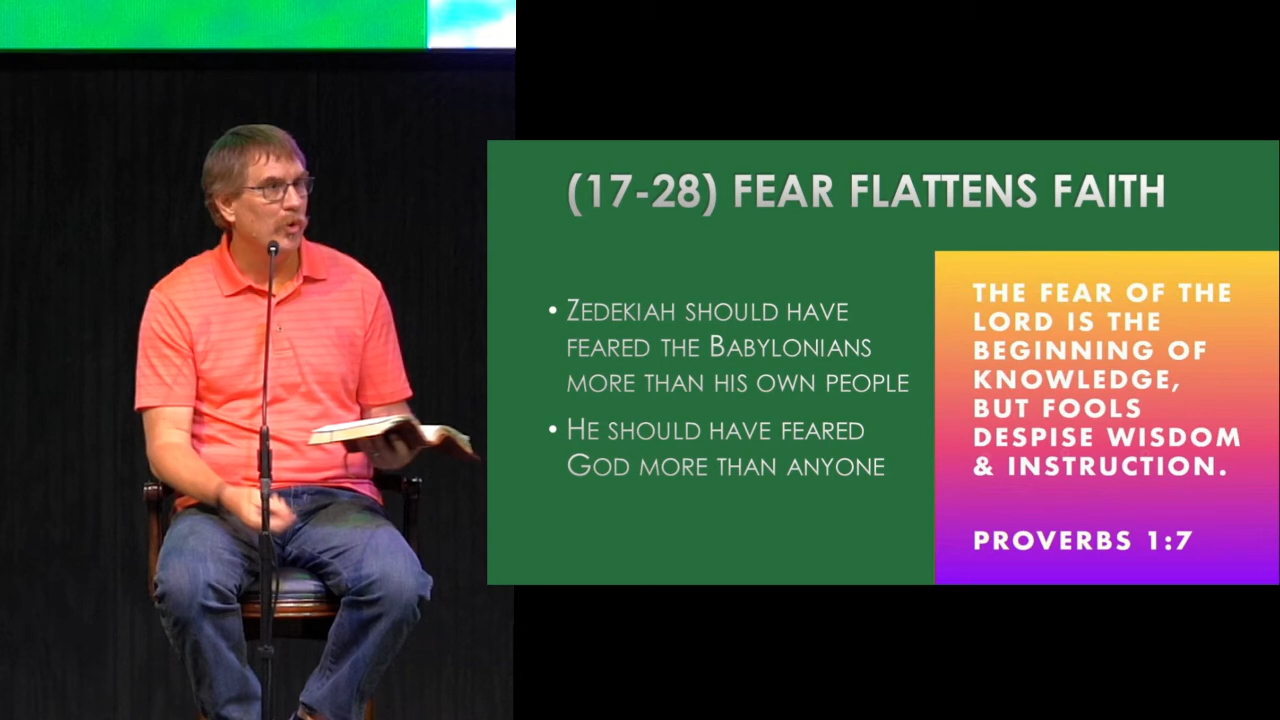 (17-28) FEAR FLATTENS FAITH
• ZEDEKIAH SHOULD HAVE
FEARED THE BABYLONIANS
MORE THAN HIS OWN PEOPLE
• HE SHOULD HAVE FEARED
GOD MORE THAN ANYONE
THE FEAR OF THE
LORD IS THE
BEGINNING OF
KNOWLEDGE,
BUT FOOLS
DESPISE WISDOM
& INSTRUCTION.
PROVERBS 1:7